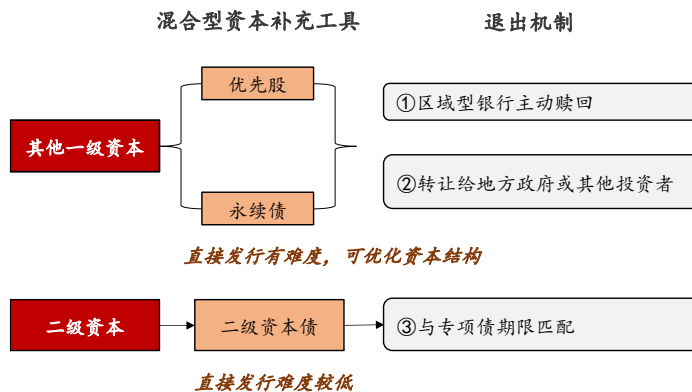 混合型资本补充工具
退出机制
优先股
①区域型银行主动赎回
其他一级资本
②转让给地方政府或其他投资者
永续债
直接发行有难度，可优化资本结构
二级资本
二级资本债
③与专项债期限匹配
直接发行难度较低